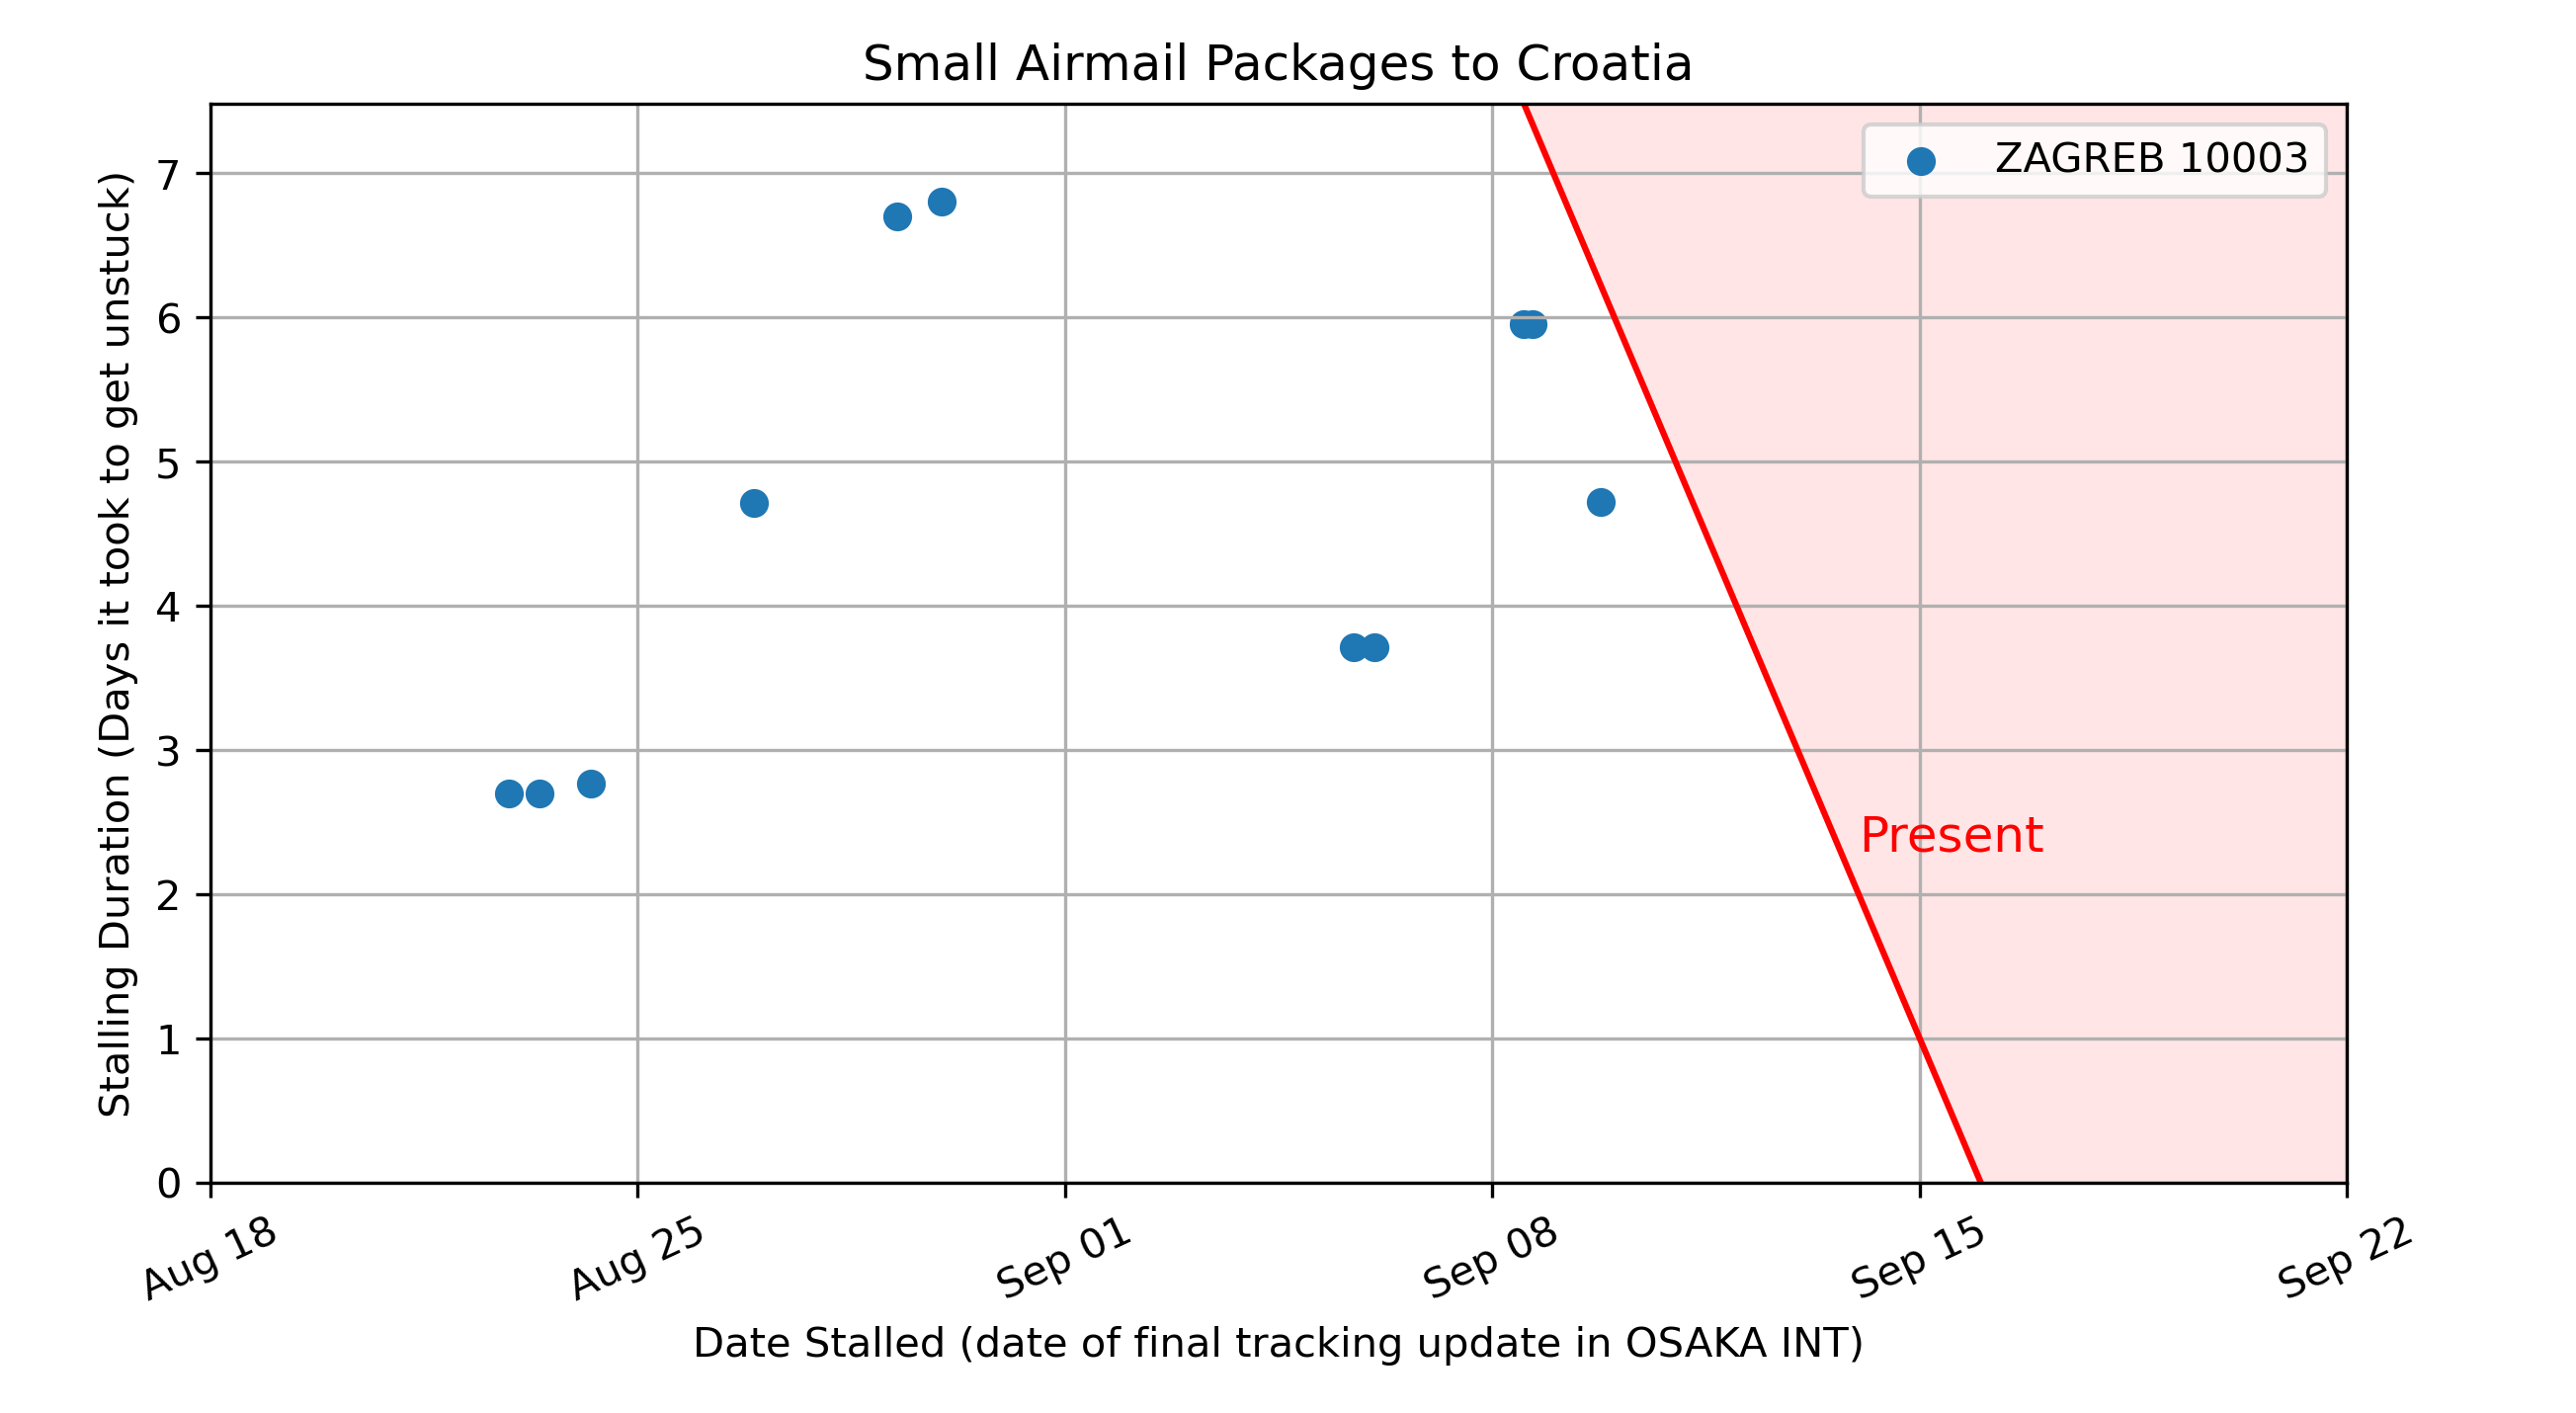 Small Airmail Packages to Croatia
ZAGREB 10003
Stalling Duration (Days it took to get unstuck)
7
6
5
4
3
2
1
0
Present
Aug 18
Aug 25
Sep 01
Sep 08
Sep 15
Sep 22
Date Stalled (date of final tracking update in OSAKA INT)